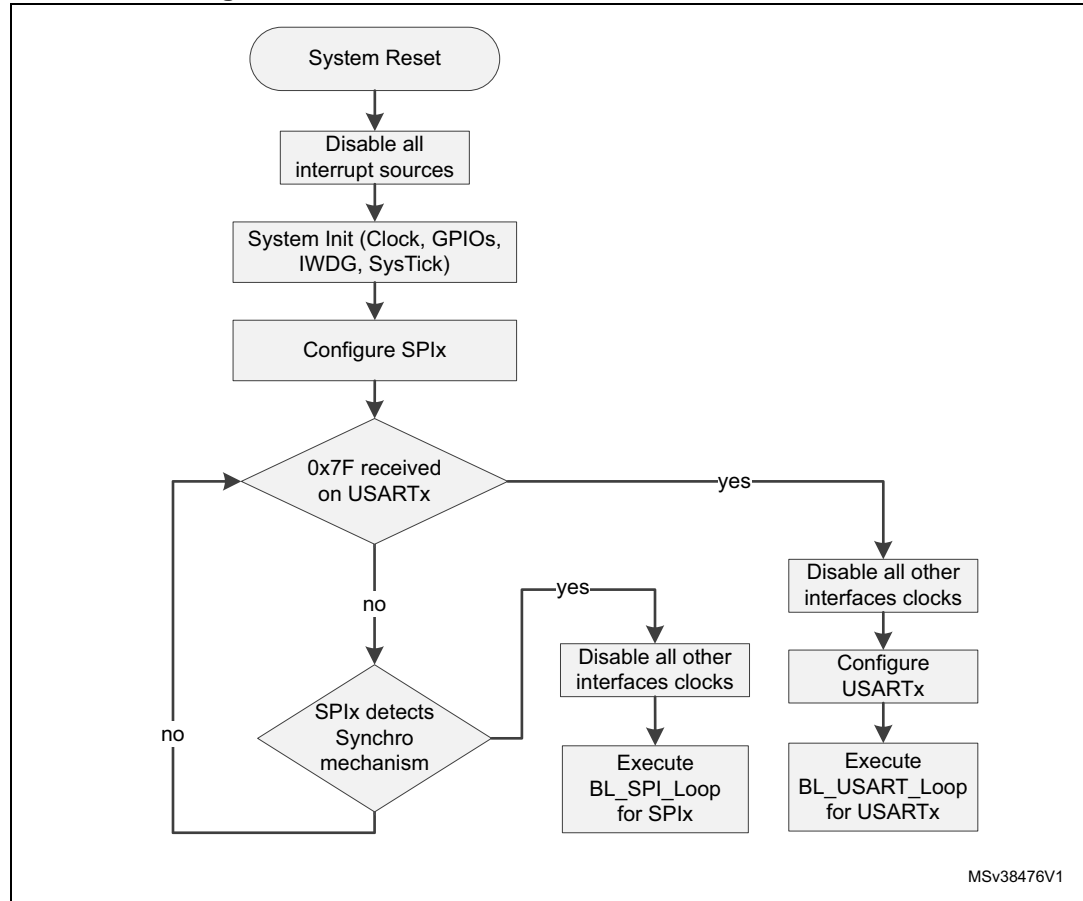 System Reset
Disable all
interrupt sources
System Init (Clock, GPIOs,
IWDG, SysTick)
Configure SPIx
0x7F received
on USARTx
yes
no
yes
Disable all other
interfaces clocks
Configure
USARTx
Execute
BL_USART_Loop
for USARTx
Disable all other
interfaces clocks
SPIx detects
Synchro
mechanism
no
Execute
BL_SPI_Loop
for SPIx
MSv38476V1